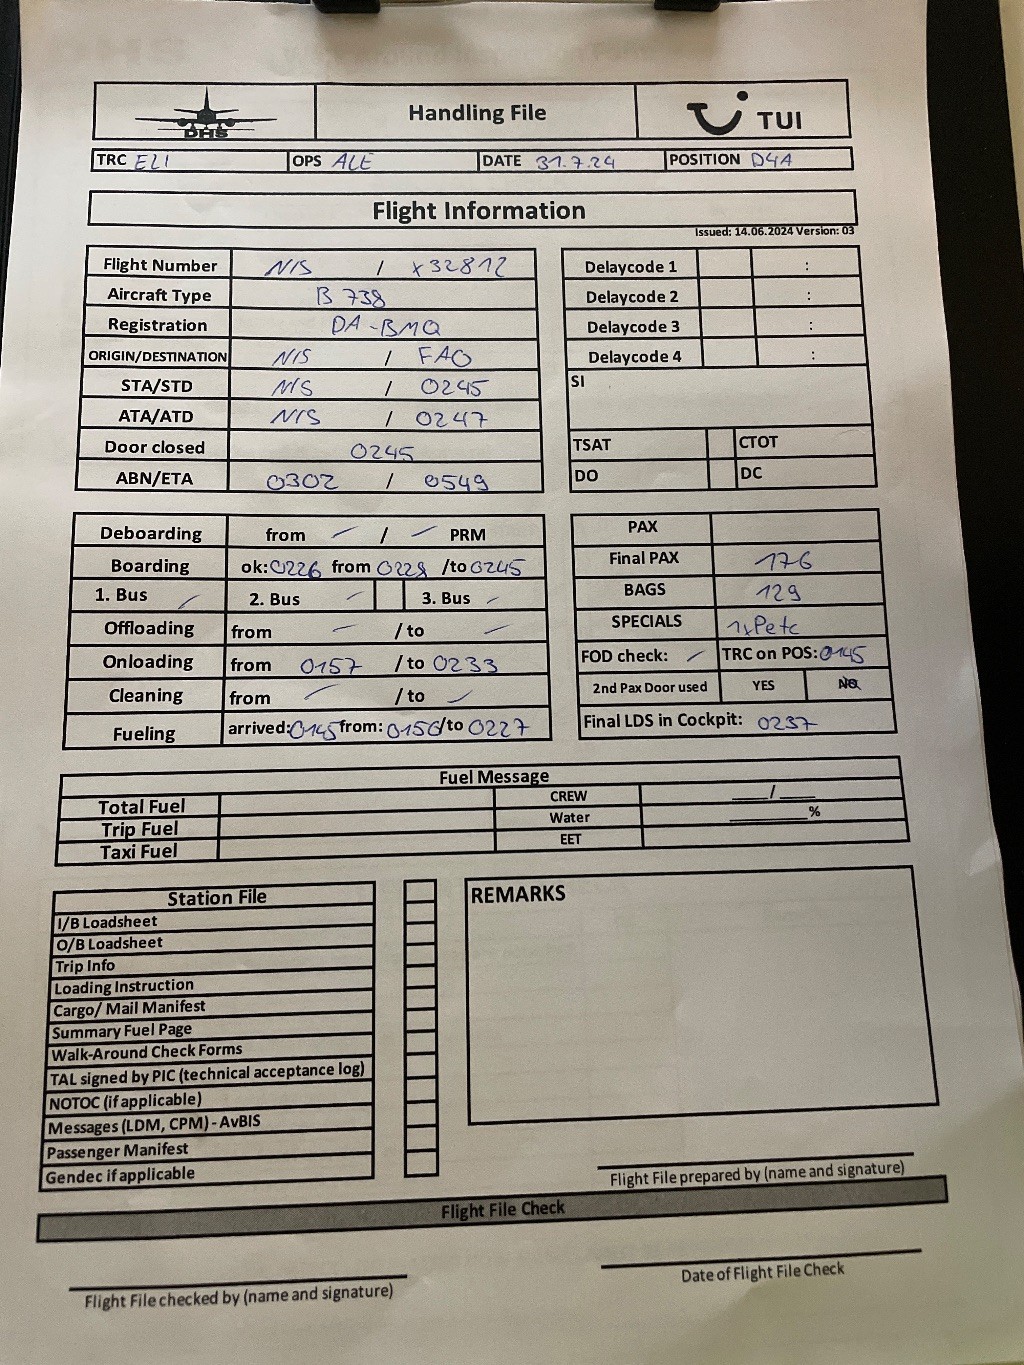 DHS Handling File TUI
TRC ELI OPS ALE DATE 31.7.24 POSITION D4A
Flight Information
Issued: 14.06.2024 Version: 03
Flight Number N/S / X32812
Aircraft Type B 738
Registration DA-BMQ
ORIGIN/DESTINATION N/S / FAO
STA/STD N/S / 0245
ATA/ATD N/S / 0247
Door closed 0245
ABN/ETA 0302 / 0549
Delaycode 1 :
Delaycode 2 :
Delaycode 3 :
Delaycode 4 :
SI
TSAT CTOT
DO DC
Deboarding from - / - PRM
Boarding ok: 0226 from 0228 /to 0245
1. Bus - 2. Bus - 3. Bus -
Offloading from - / to -
Onloading from 0157 / to 0233
Cleaning from - / to -
Fueling arrived: 0145 from: 0150 /to 0227
PAX
Final PAX 176
BAGS 129
SPECIALS 1xPetc
FOD check: - TRC on POS: 0145
2nd Pax Door used YES NO
Final LDS in Cockpit: 0237
Fuel Message
Total Fuel CREW ___/___
Trip Fuel Water ______%
Taxi Fuel EET
Station File
I/B Loadsheet
O/B Loadsheet
Trip Info
Loading Instruction
Cargo/ Mail Manifest
Summary Fuel Page
Walk-Around Check Forms
TAL signed by PIC (technical acceptance log)
NOTOC (if applicable)
Messages (LDM, CPM) - AvBIS
Passenger Manifest
Gendec if applicable
REMARKS
Flight File prepared by (name and signature)
Flight File Check
Flight File checked by (name and signature)
Date of Flight File Check